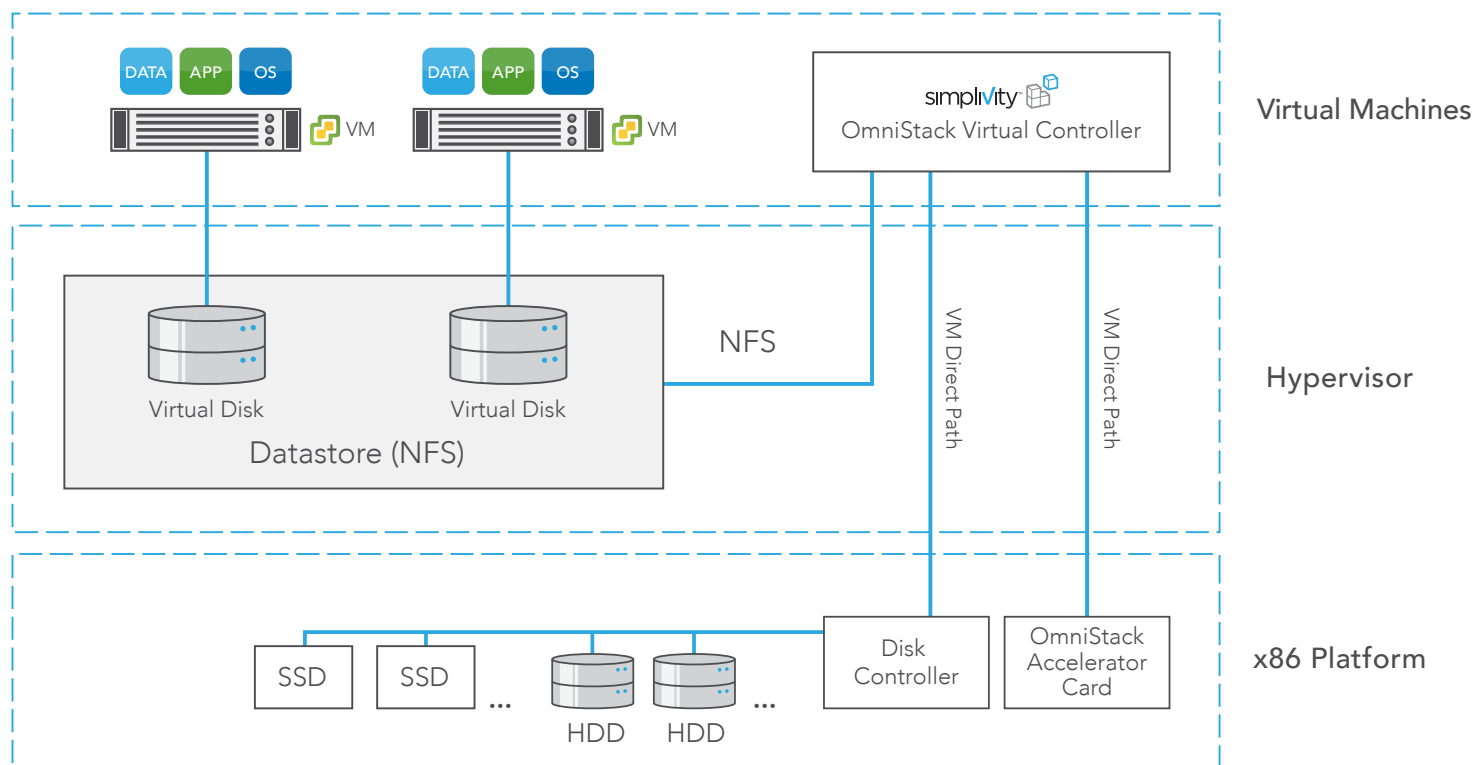 DATA APP OS
VM
DATA APP OS
VM
simplivity™
OmniStack Virtual Controller
Virtual Machines
Virtual Disk
Virtual Disk
Datastore (NFS)
NFS
VM Direct Path
VM Direct Path
Hypervisor
SSD
SSD
...
HDD
HDD
...
Disk
Controller
OmniStack
Accelerator
Card
x86 Platform